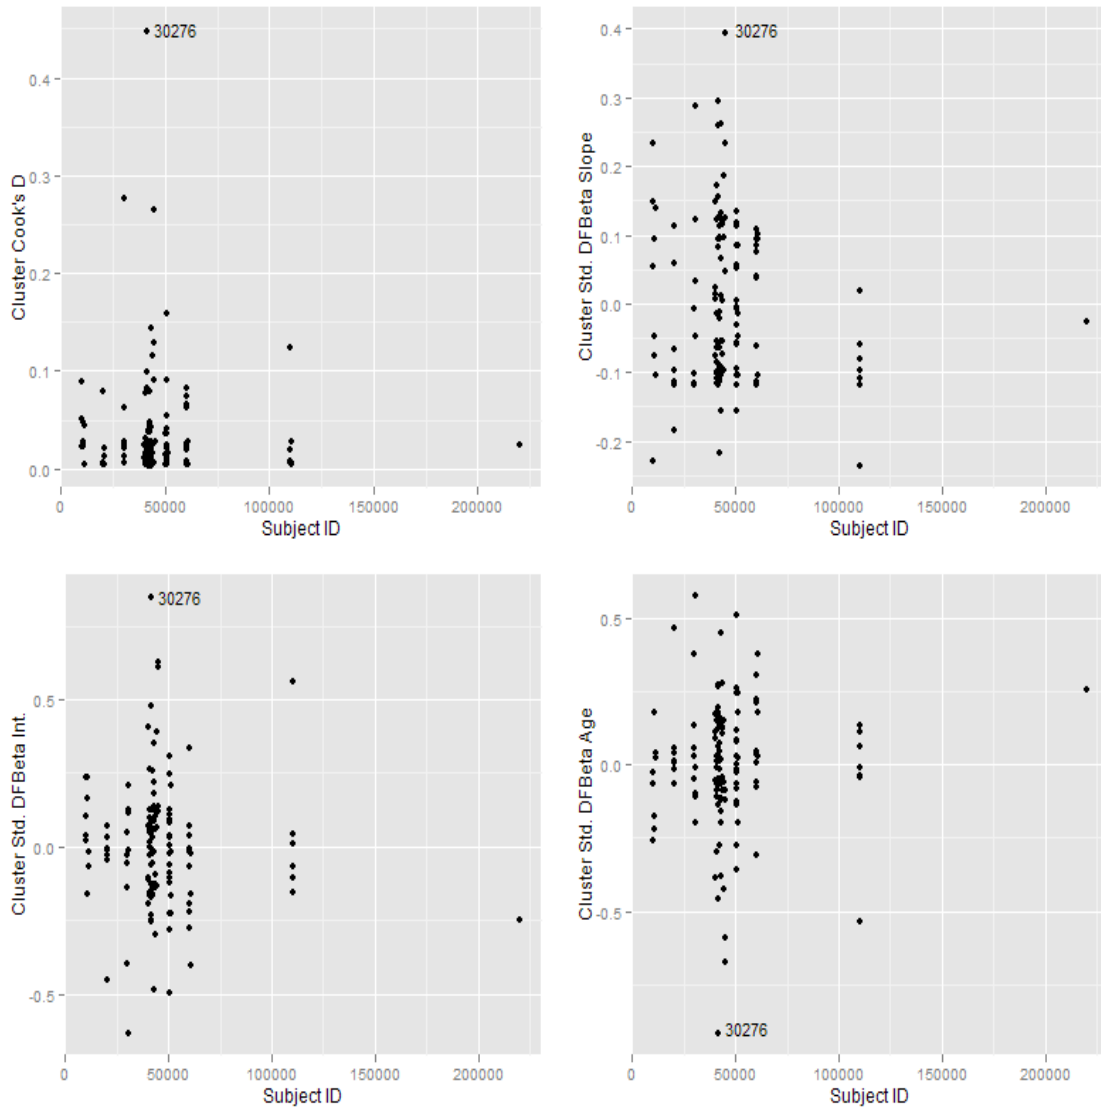 30276
0.4
0.3
0.2
0.1
0.0
Cluster Cook's D
0 50000 100000 150000 200000
Subject ID
30276
0.4
0.3
0.2
0.1
0.0
-0.1
-0.2
Cluster Std. DFBeta Slope
0 50000 100000 150000 200000
Subject ID
30276
0.5
0.0
-0.5
Cluster Std. DFBeta Int.
0 50000 100000 150000 200000
Subject ID
0.5
0.0
-0.5
30276
Cluster Std. DFBeta Age
0 50000 100000 150000 200000
Subject ID